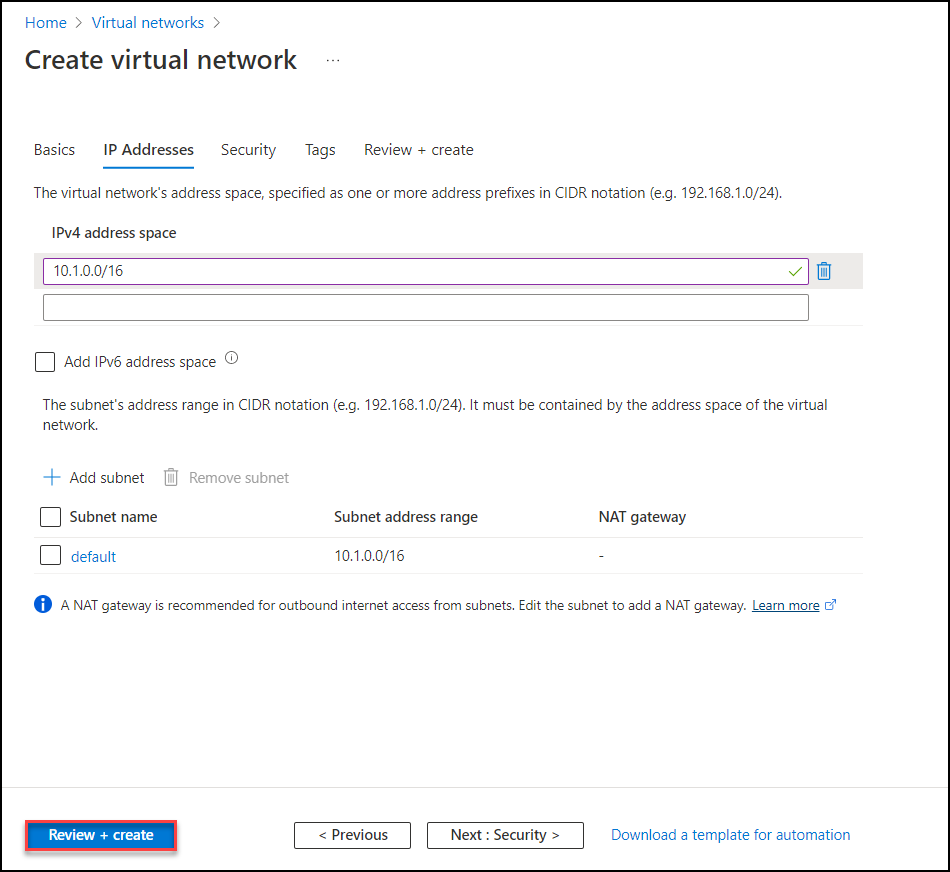 Home > Virtual networks >
Create virtual network ...
Basics IP Addresses Security Tags Review + create
The virtual network's address space, specified as one or more address prefixes in CIDR notation (e.g. 192.168.1.0/24).
IPv4 address space
10.1.0.0/16
Add IPv6 address space
The subnet's address range in CIDR notation (e.g. 192.168.1.0/24). It must be contained by the address space of the virtual
network.
+ Add subnet Remove subnet
Subnet name Subnet address range NAT gateway
default 10.1.0.0/16 -
A NAT gateway is recommended for outbound internet access from subnets. Edit the subnet to add a NAT gateway. Learn more
Review + create < Previous Next : Security > Download a template for automation